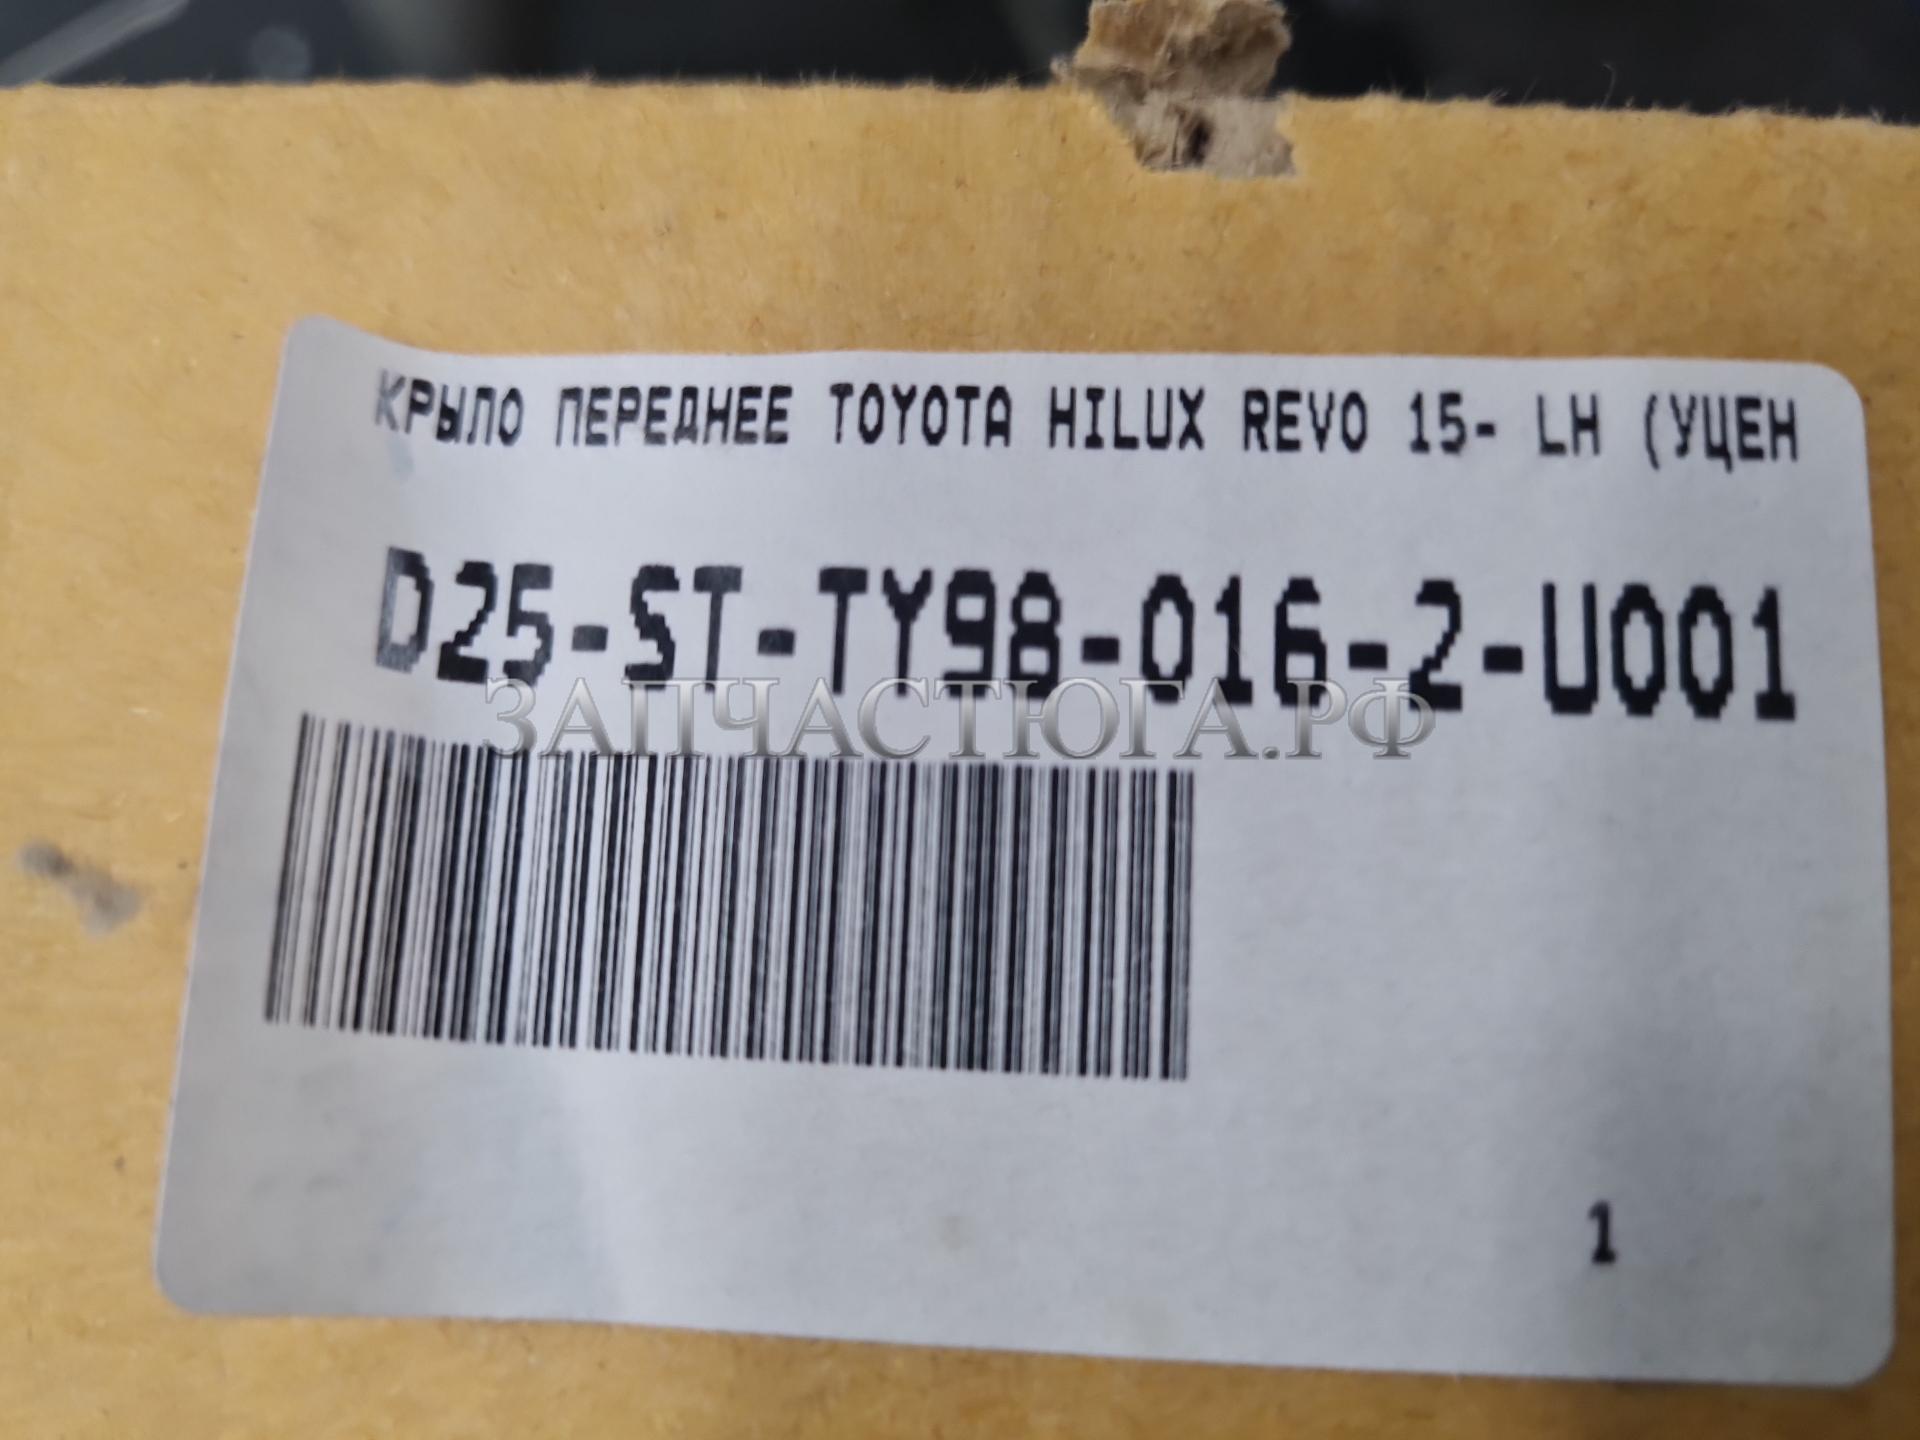 КРЫЛО ПЕРЕДНЕЕ TOYOTA HILUX REVO 15- LH (УЦЕН
D25-ST-TY98-016-2-U001
ЗАПЧАСТЮГА.РФ
1